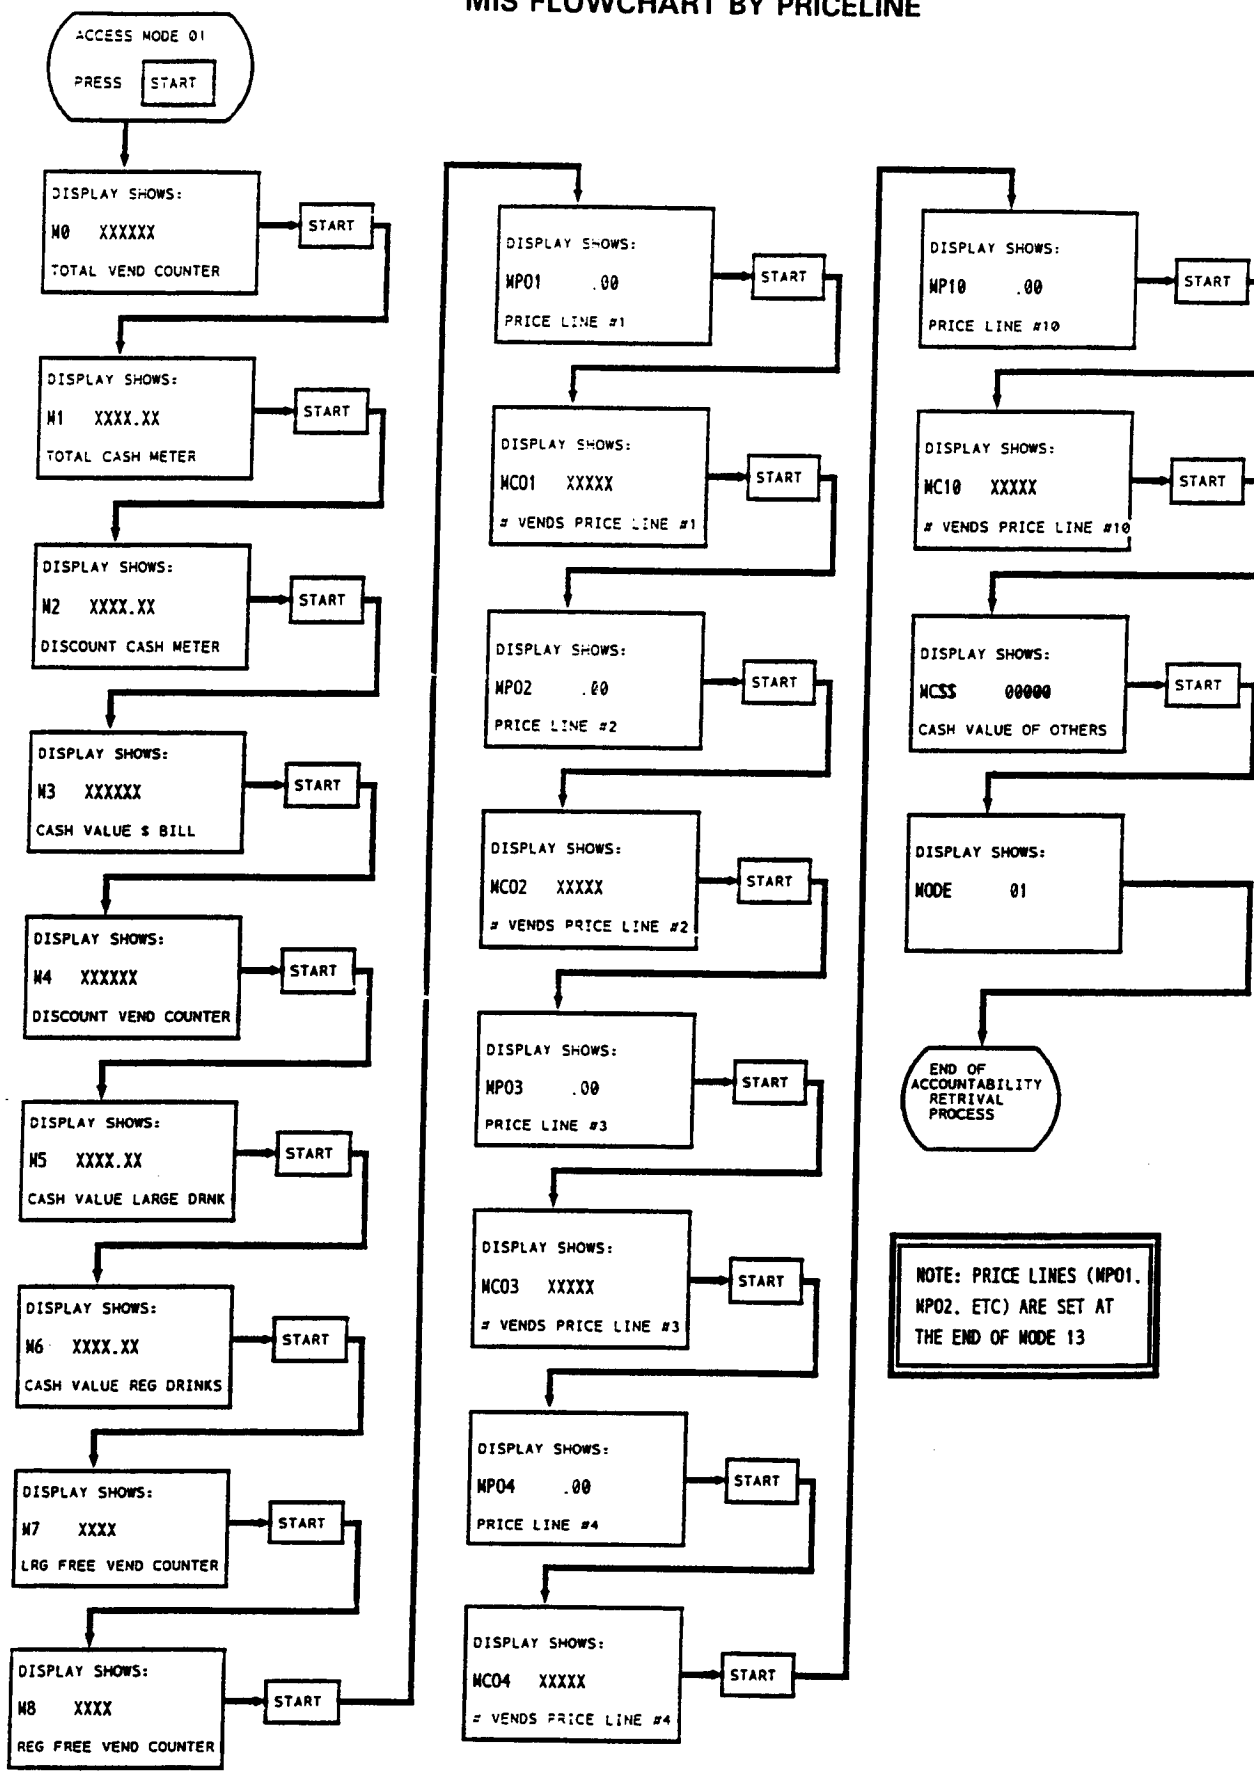 MIS FLOWCHART BY PRICELINE
ACCESS MODE 01
PRESS START
DISPLAY SHOWS:
M0 XXXXXX
TOTAL VEND COUNTER
START
DISPLAY SHOWS:
M1 XXXX.XX
TOTAL CASH METER
START
DISPLAY SHOWS:
M2 XXXX.XX
DISCOUNT CASH METER
START
DISPLAY SHOWS:
M3 XXXXXX
CASH VALUE $ BILL
START
DISPLAY SHOWS:
M4 XXXXXX
DISCOUNT VEND COUNTER
START
DISPLAY SHOWS:
M5 XXXX.XX
CASH VALUE LARGE DRNK
START
DISPLAY SHOWS:
M6 XXXX.XX
CASH VALUE REG DRINKS
START
DISPLAY SHOWS:
M7 XXXX
LRG FREE VEND COUNTER
START
DISPLAY SHOWS:
M8 XXXX
REG FREE VEND COUNTER
START
DISPLAY SHOWS:
MP01 .00
PRICE LINE #1
START
DISPLAY SHOWS:
MC01 XXXXX
# VENDS PRICE LINE #1
START
DISPLAY SHOWS:
MP02 .00
PRICE LINE #2
START
DISPLAY SHOWS:
MC02 XXXXX
# VENDS PRICE LINE #2
START
DISPLAY SHOWS:
MP03 .00
PRICE LINE #3
START
DISPLAY SHOWS:
MC03 XXXXX
# VENDS PRICE LINE #3
START
DISPLAY SHOWS:
MP04 .00
PRICE LINE #4
START
DISPLAY SHOWS:
MC04 XXXXX
# VENDS PRICE LINE #4
START
DISPLAY SHOWS:
MP10 .00
PRICE LINE #10
START
DISPLAY SHOWS:
MC10 XXXXX
# VENDS PRICE LINE #10
START
DISPLAY SHOWS:
MC$$ 00000
CASH VALUE OF OTHERS
START
DISPLAY SHOWS:
MODE 01
END OF
ACCOUNTABILITY
RETRIVAL
PROCESS
NOTE: PRICE LINES (MP01.
MP02. ETC) ARE SET AT
THE END OF MODE 13